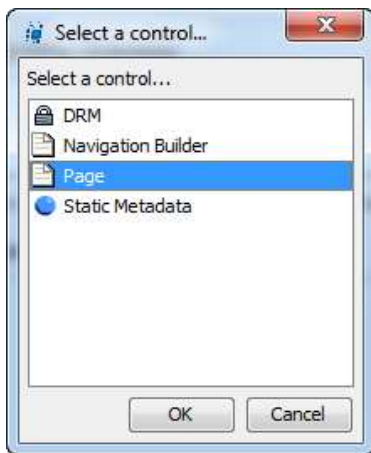 Select a control...
Select a control...
DRM
Navigation Builder
Page
Static Metadata
OK Cancel